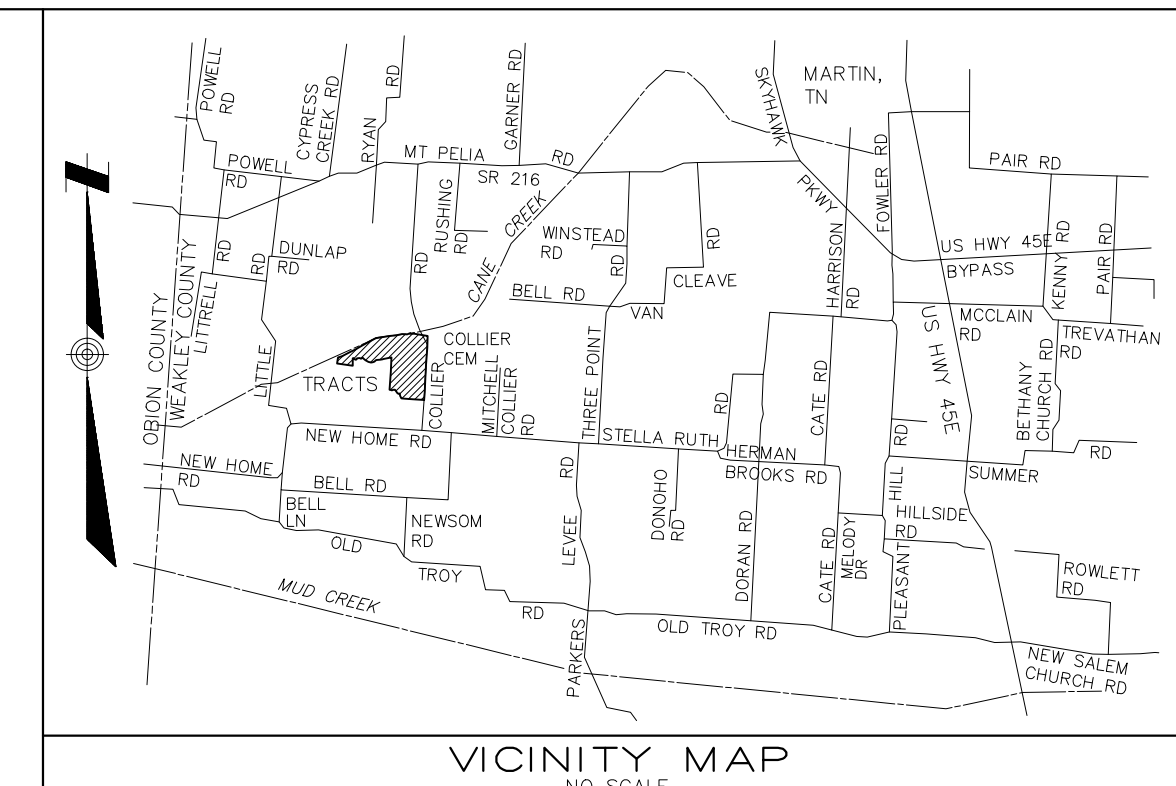 POWELL
RD
CYPRESS
CREEK RD
RYAN
RD
GARNER RD
SKYHAWK
PKWY
MARTIN,
TN
POWELL
RD
MT PELIA
RD
SR 216
FOWLER RD
PAIR RD
RUSHING
RD
CANE
CREEK
WINSTEAD
RD
RD
CLEAVE
VAN
RD
BELL RD
HARRISON
RD
US HWY 45E
BYPASS
KENNY
RD
PAIR
RD
OBION COUNTY
WEAKLEY COUNTY
LITTRELL
RD
LITTLE
RD
DUNLAP
RD
RD
COLLIER
COLLIER
CEM
TRACTS
MITCHELL
COLLIER
RD
THREE POINT
MCCLAIN
RD
TREVATHAN
RD
US HWY 45E
BETHANY
CHURCH RD
CATE RD
RD
NEW HOME RD
STELLA RUTH
HERMAN
BROOKS RD
RD
HILL
SUMMER
RD
NEW HOME
RD
BELL RD
BELL
LN
NEWSOM
RD
LEVEE
RD
DONOHO
RD
DORAN RD
CATE RD
MELODY
DR
HILLSIDE
RD
PLEASANT
ROWLETT
RD
OLD
TROY
RD
MUD CREEK
PARKERS
OLD TROY RD
NEW SALEM
CHURCH RD
VICINITY MAP
NO SCALE